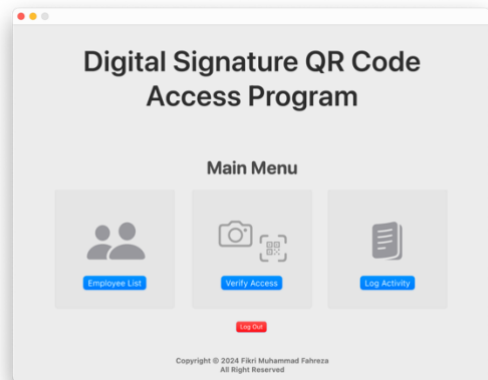 Digital Signature QR Code
Access Program
Main Menu
Employee List
Verify Access
Log Activity
Log Out
Copyright © 2024 Fikri Muhammad Fahreza
All Right Reserved